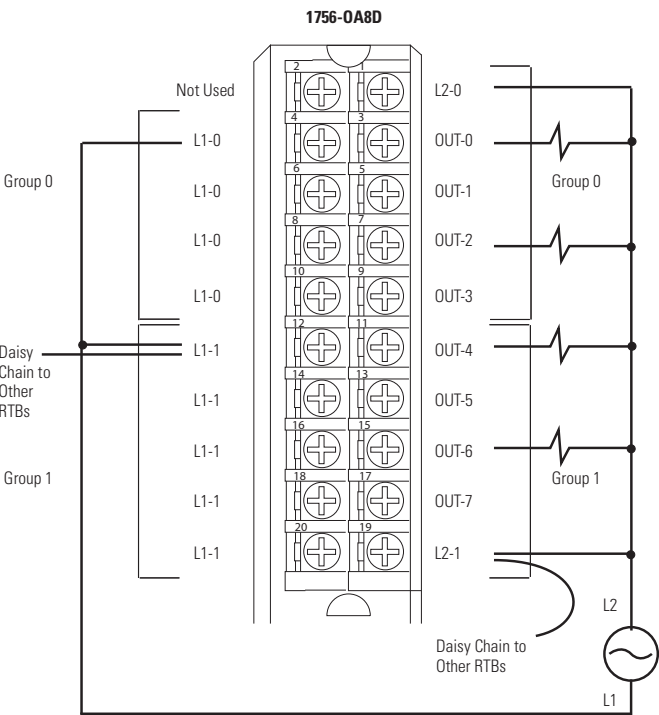 1756-OA8D
2 1
Not Used L2-0
4 3
L1-0 OUT-0
Group 0 Group 0
6 5
L1-0 OUT-1
8 7
L1-0 OUT-2
10 9
L1-0 OUT-3
12 11
L1-1 OUT-4
Daisy
Chain to
Other
RTBs
14 13
L1-1 OUT-5
16 15
L1-1 OUT-6
Group 1 Group 1
18 17
L1-1 OUT-7
20 19
L1-1 L2-1
L2
Daisy Chain to
Other RTBs
L1